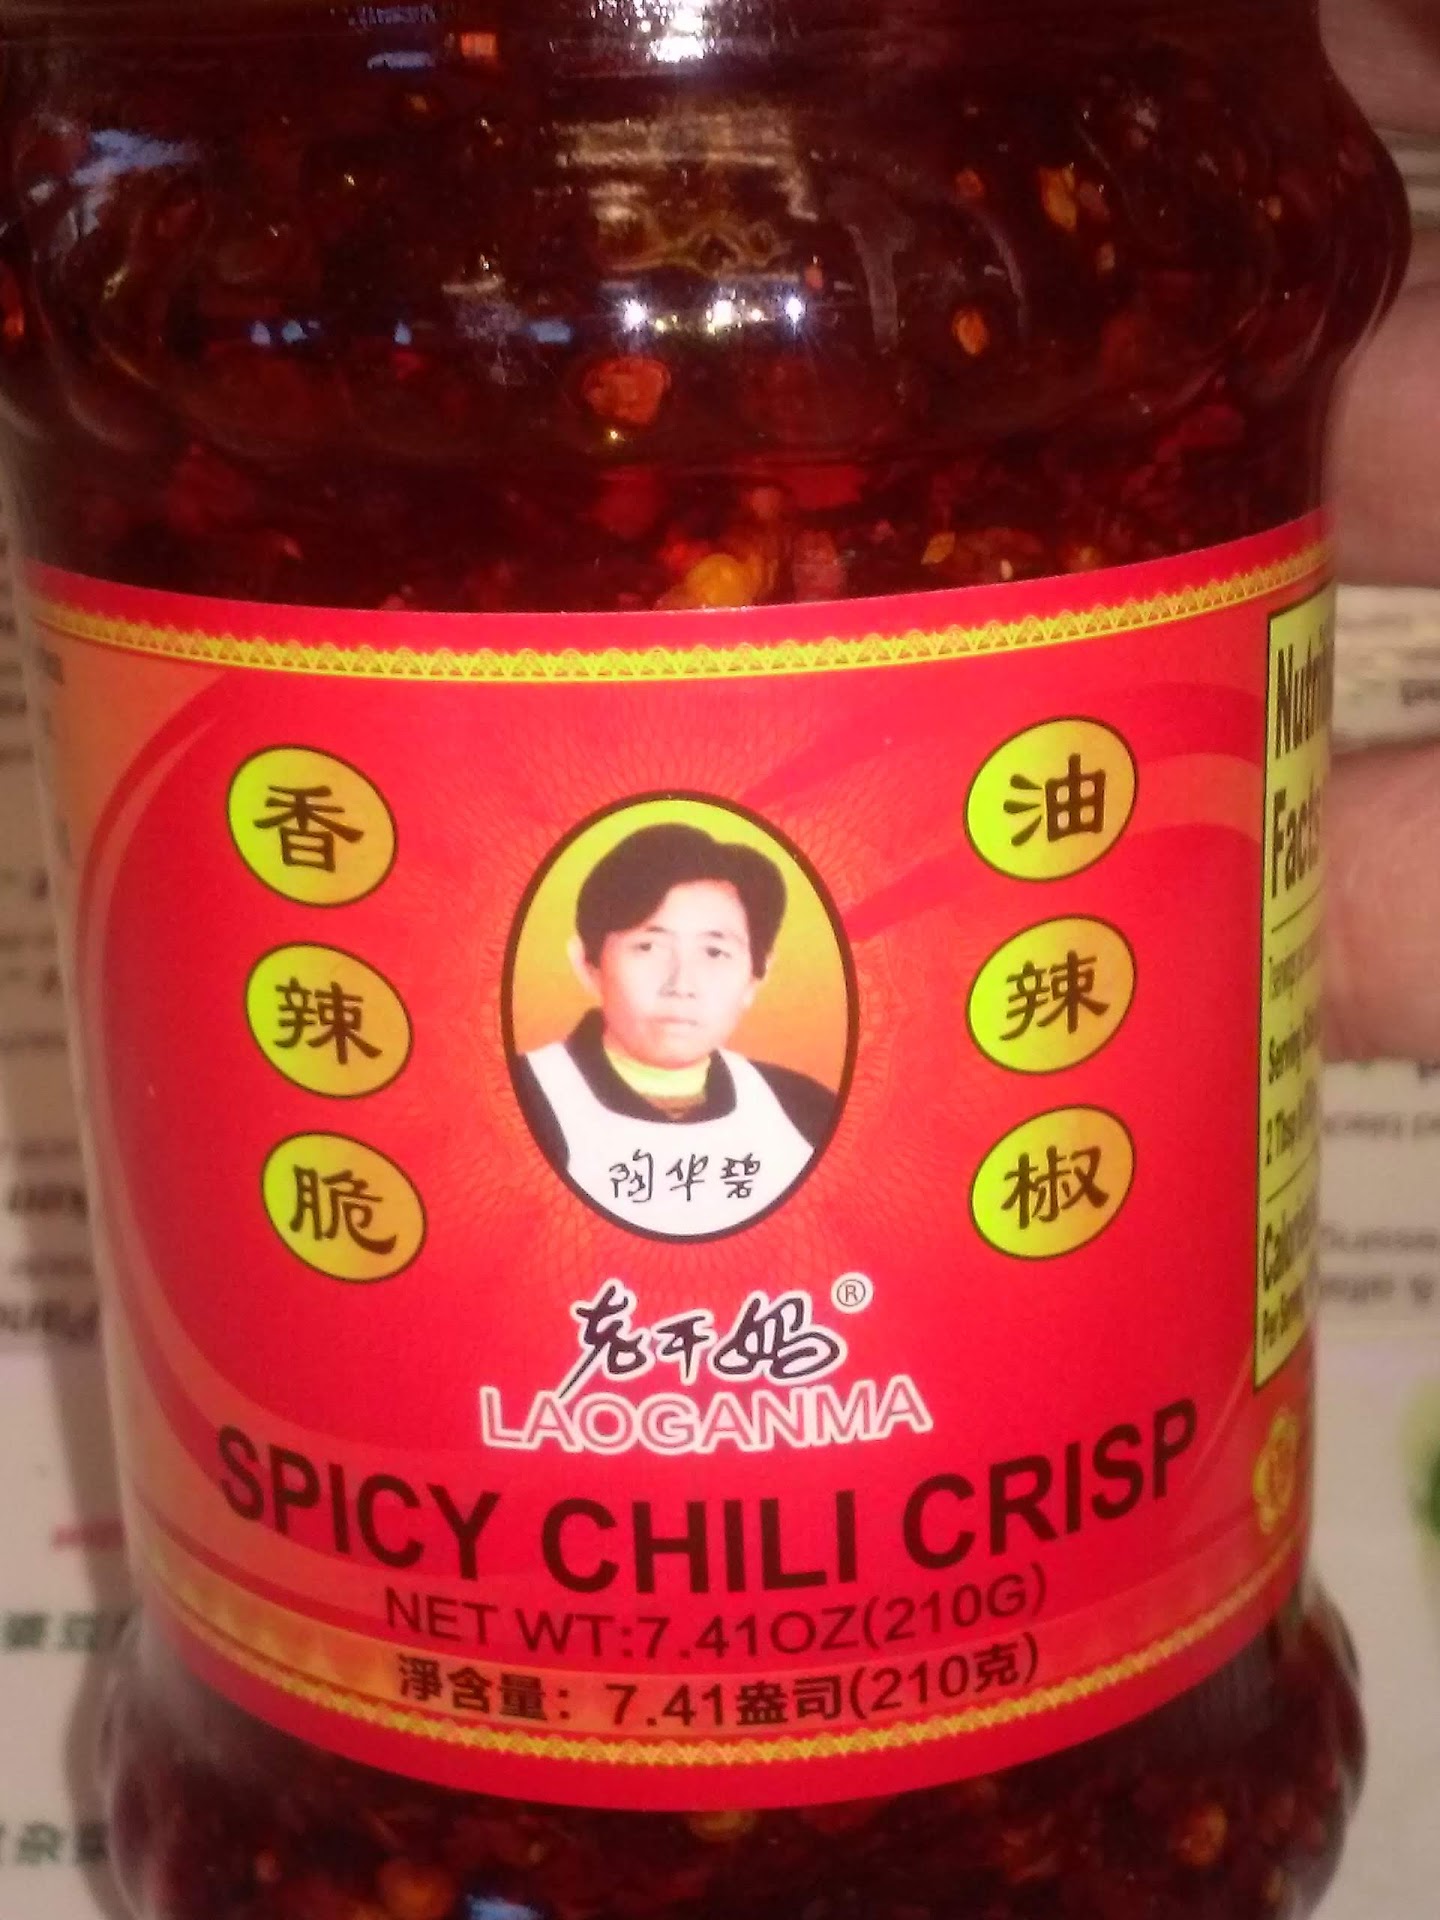 香辣脆
油辣椒
陶华碧
老干妈®
LAOGANMA
SPICY CHILI CRISP
NET WT:7.41OZ(210G)
淨含量：7.41盎司(210克)
Facts